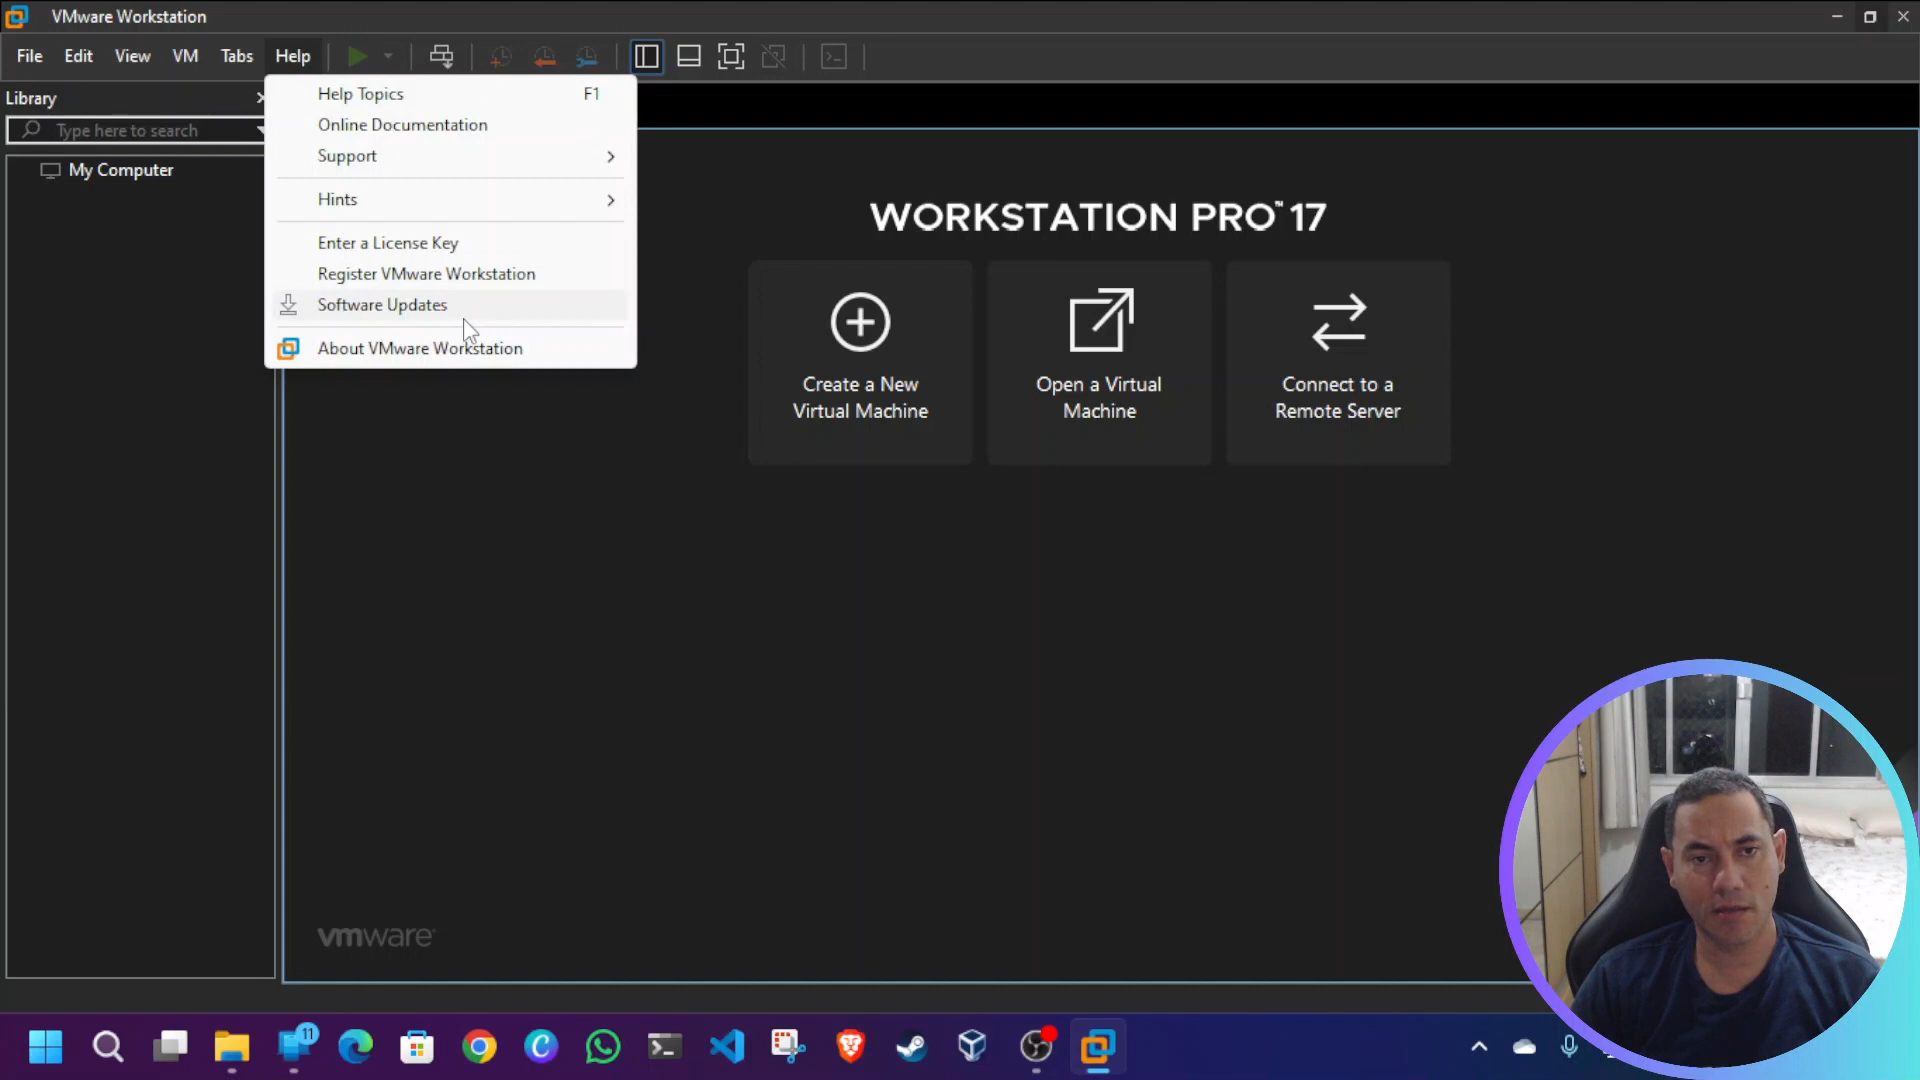 VMware Workstation
File Edit View VM Tabs Help
Library
Type here to search
My Computer
Help Topics F1
Online Documentation
Support
Hints
Enter a License Key
Register VMware Workstation
Software Updates
About VMware Workstation
WORKSTATION PRO™ 17
Create a New
Virtual Machine
Open a Virtual
Machine
Connect to a
Remote Server
vmware
11